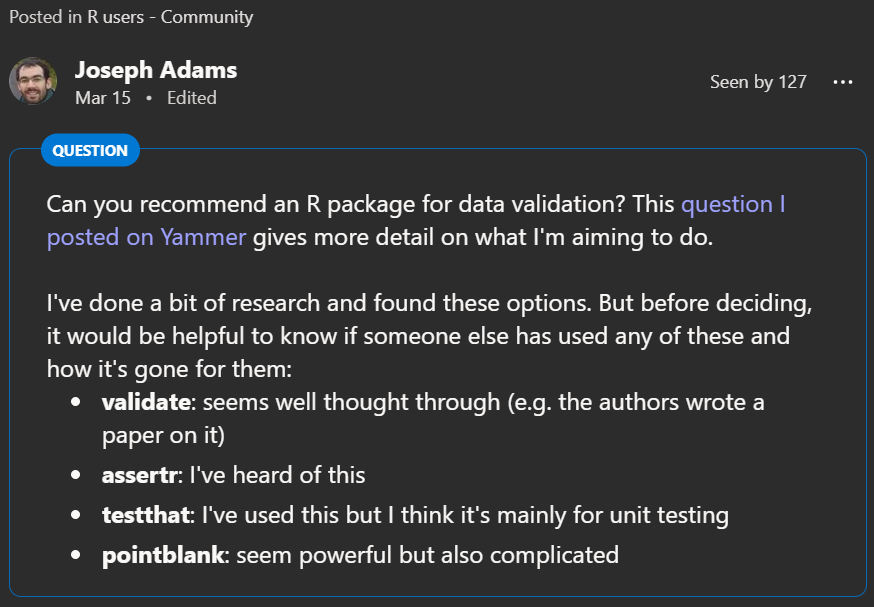 Posted in R users - Community
Joseph Adams
Mar 15 • Edited
Seen by 127
QUESTION
Can you recommend an R package for data validation? This question I
posted on Yammer gives more detail on what I'm aiming to do.
I've done a bit of research and found these options. But before deciding,
it would be helpful to know if someone else has used any of these and
how it's gone for them:
• validate: seems well thought through (e.g. the authors wrote a
paper on it)
• assertr: I've heard of this
• testthat: I've used this but I think it's mainly for unit testing
• pointblank: seem powerful but also complicated